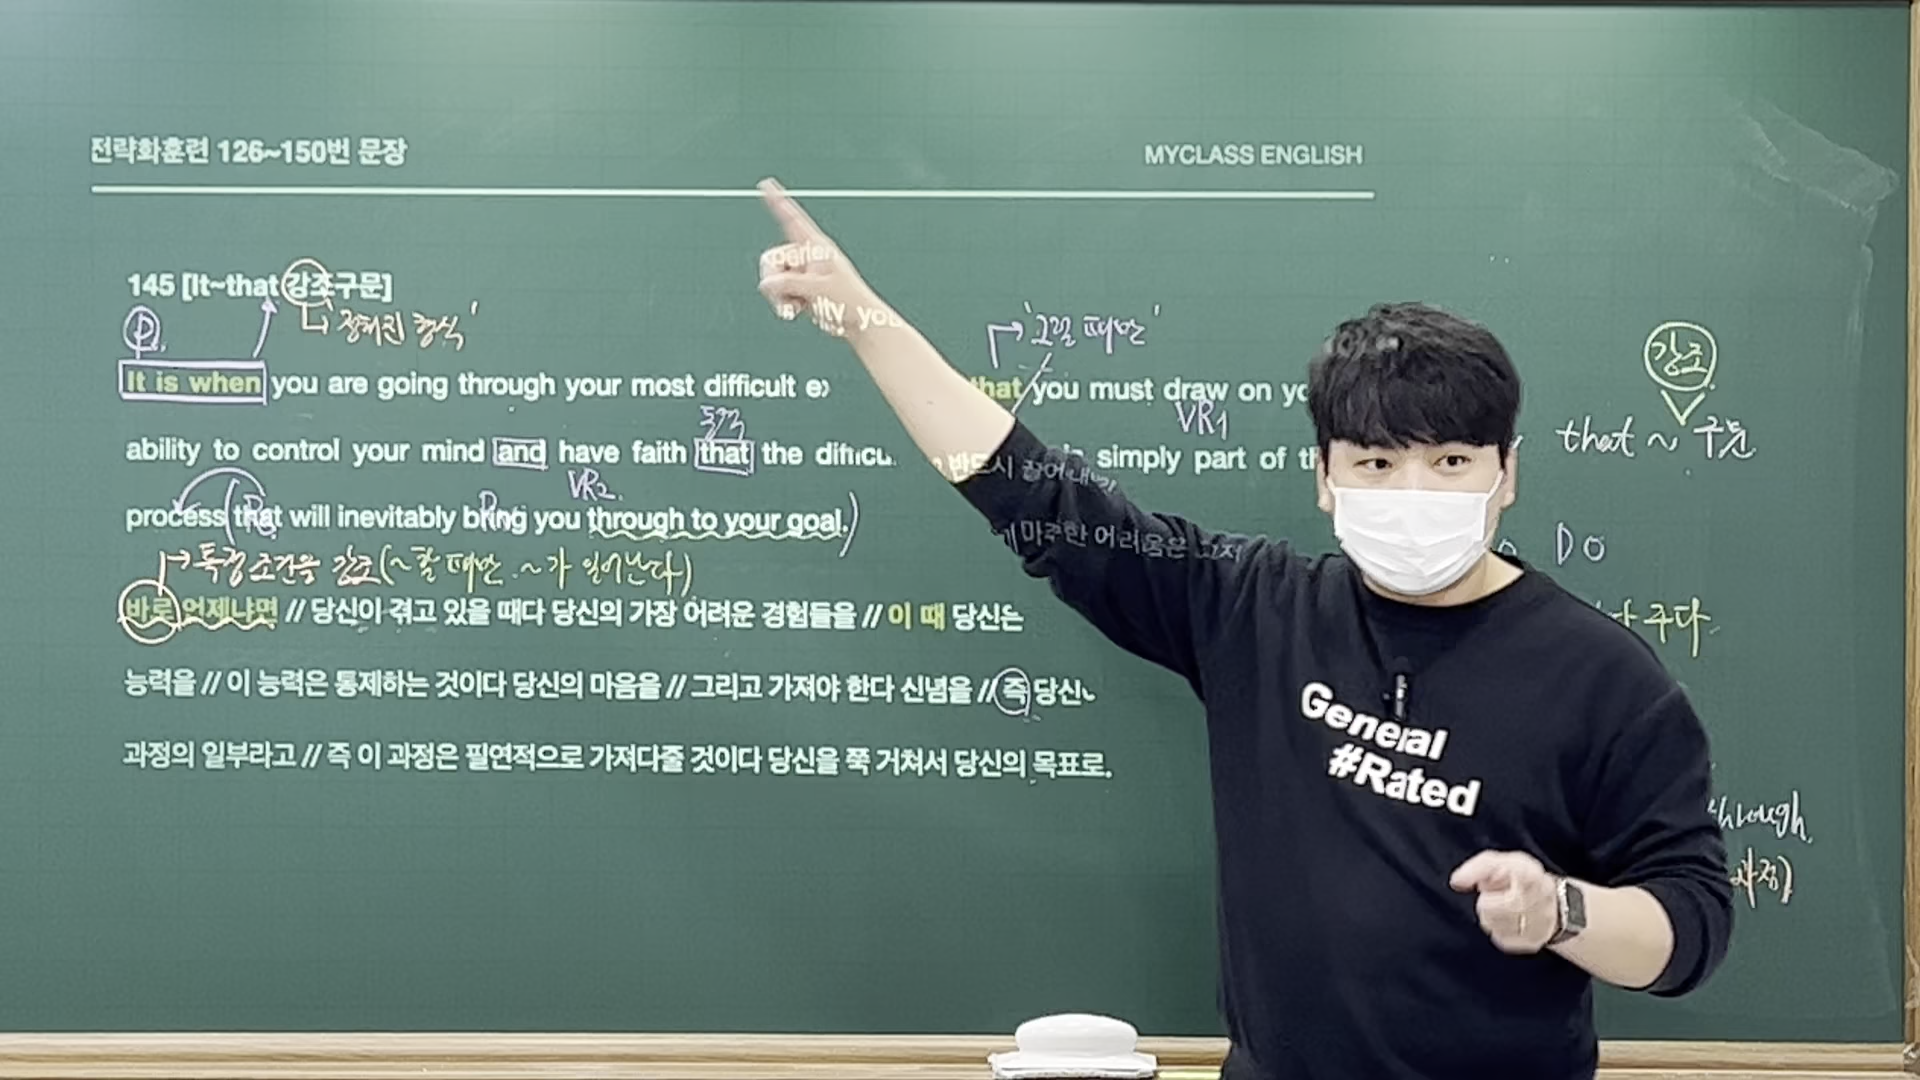 전략화훈련 126~150번 문장
MYCLASS ENGLISH
145 [It~that 강조구문]
정해진 형식'
'그럴 때만'
강조
It is when you are going through your most difficult that you must draw on
VR1
that ~ 구문
동격
ability to control your mind and have faith that the simply part of
VR2.
process that will inevitably bring you through to your goal.)
DO
특정 조건을 강조(~할 때만 ~가 일어난다)
바로 언제냐면 // 당신이 겪고 있을 때다 당신의 가장 어려운 경험들을 // 이 때 당신은
주다
능력을 // 이 능력은 통제하는 것이다 당신의 마음을 // 그리고 가져야 한다 신념을 // 즉
과정의 일부라고 // 즉 이 과정은 필연적으로 가져다줄 것이다 당신을 쭉 거쳐서 당신의 목표로.
through.
General
#Rated